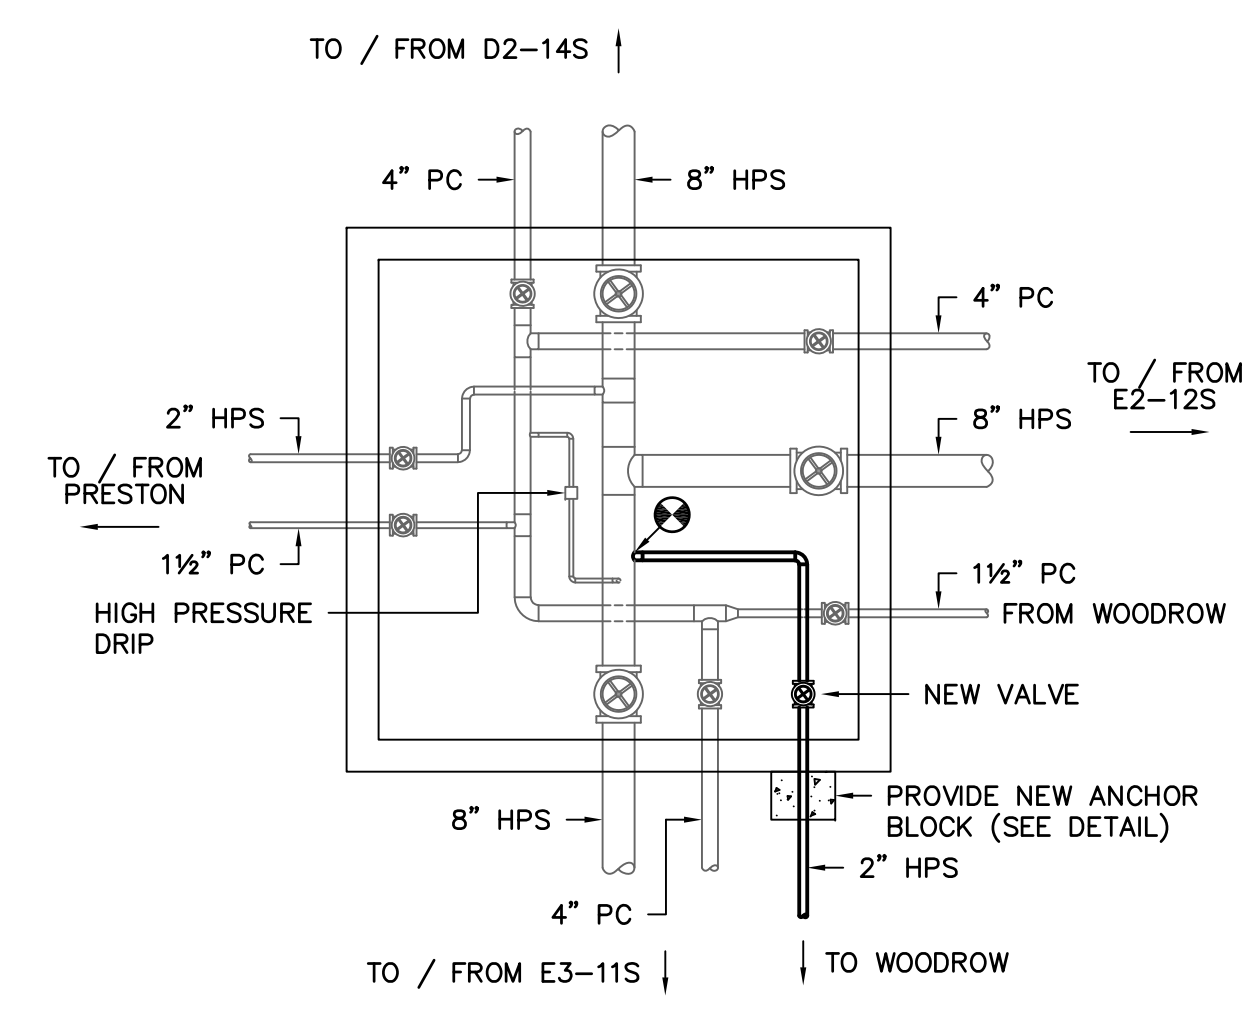 TO / FROM D2-14S
4" PC
8" HPS
4" PC
TO / FROM
E2-12S
8" HPS
2" HPS
TO / FROM
PRESTON
1½" PC
HIGH PRESSURE
DRIP
1½" PC
FROM WOODROW
NEW VALVE
PROVIDE NEW ANCHOR
BLOCK (SEE DETAIL)
8" HPS
2" HPS
4" PC
TO / FROM E3-11S
TO WOODROW